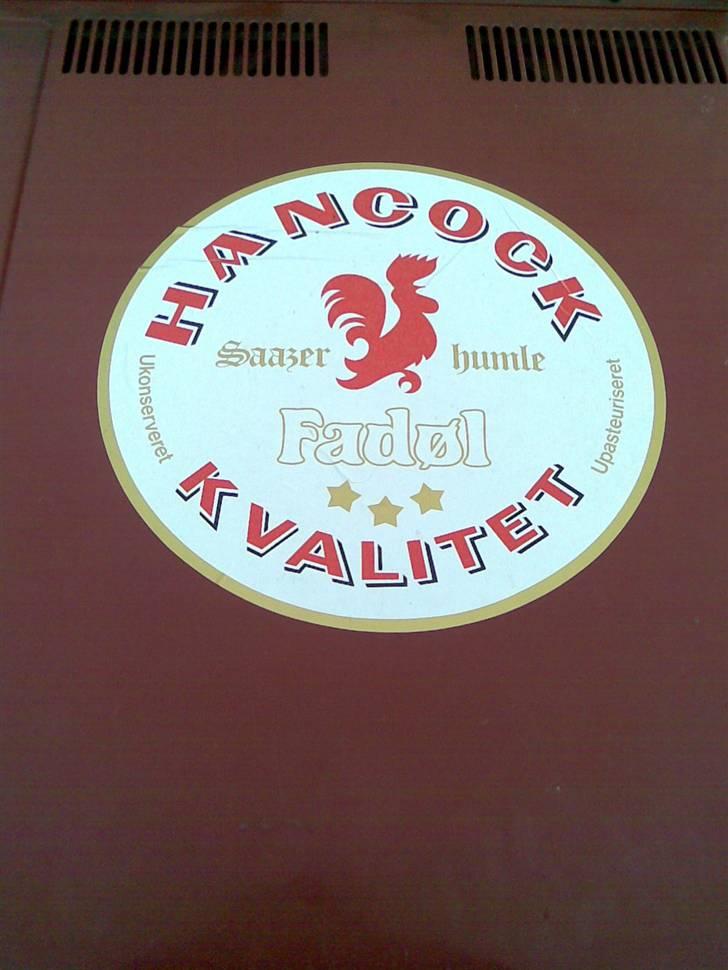 HANCOCK
Saazer humle
Ukonserveret
Upasteuriseret
Fadøl
KVALITET